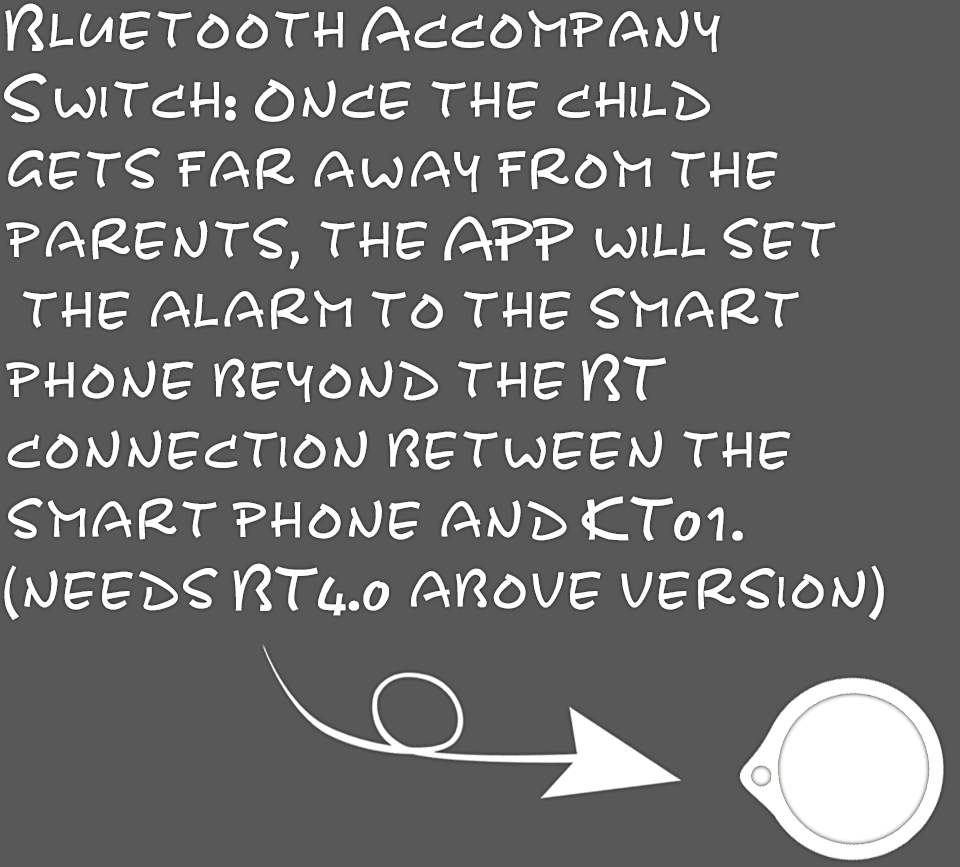 Bluetooth Accompany
Switch: Once the child
gets far away from the
parents, the APP will set
the alarm to the smart
phone beyond the BT
connection between the
smart phone and KT01.
(needs BT4.0 above version)